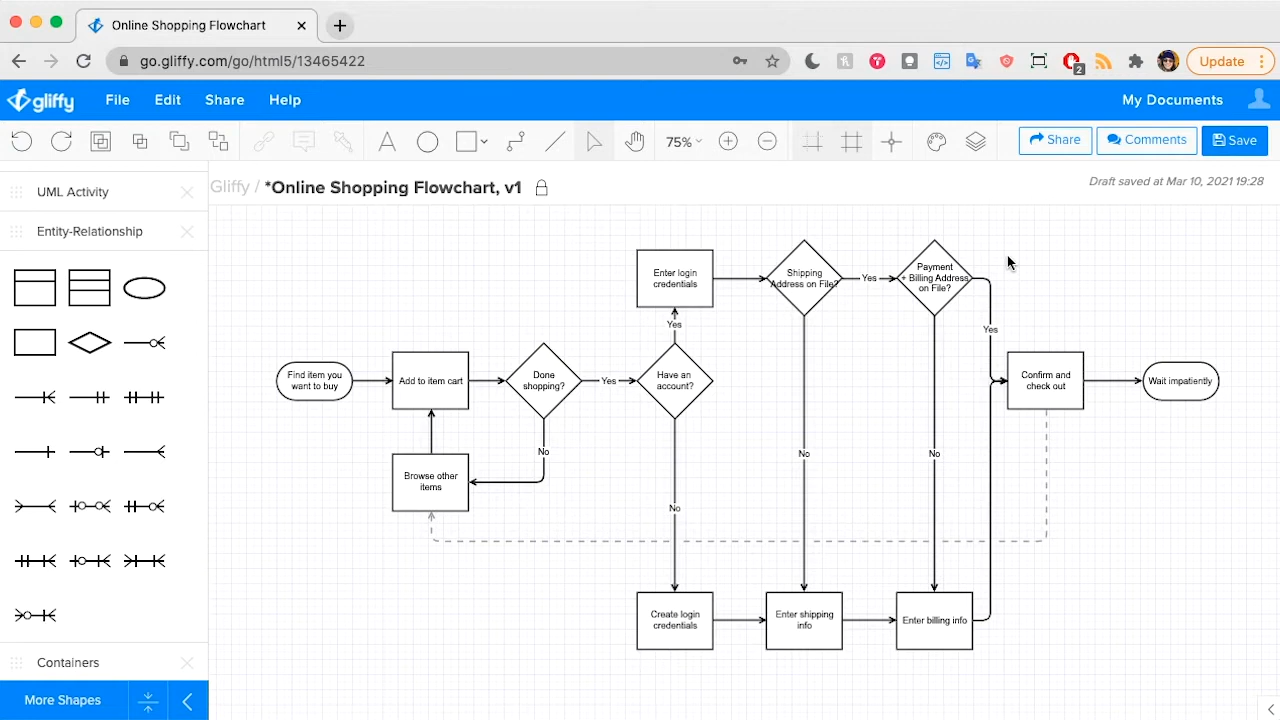 Online Shopping Flowchart
go.gliffy.com/go/html5/13465422
2
Update
gliffy
File
Edit
Share
Help
My Documents
A
75%
Share
Comments
Save
UML Activity
Gliffy / *Online Shopping Flowchart, v1
Draft saved at Mar 10, 2021 19:28
Entity-Relationship
Containers
More Shapes
Find item you
want to buy
Add to item cart
Done
shopping?
Yes
No
Browse other
items
Have an
account?
Yes
Enter login
credentials
Shipping
Address on File?
Yes
Payment
+ Billing Address
on File?
Yes
No
No
No
Create login
credentials
Enter shipping
info
Enter billing info
Confirm and
check out
Wait impatiently